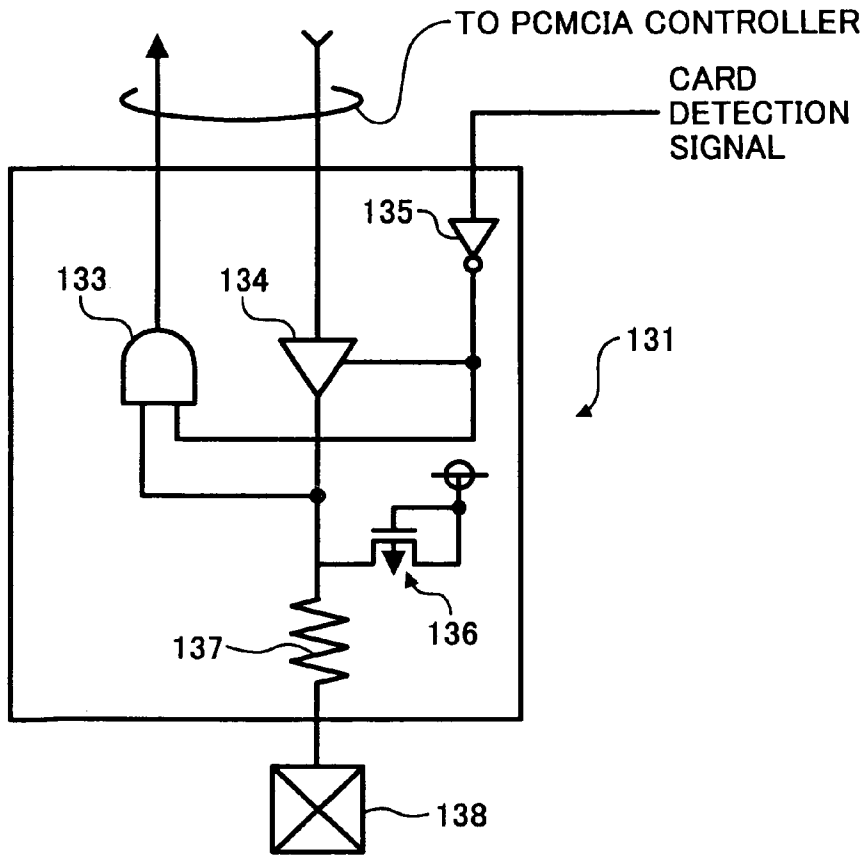 TO PCMCIA CONTROLLER
CARD
DETECTION
SIGNAL
135
133
134
131
136
137
138